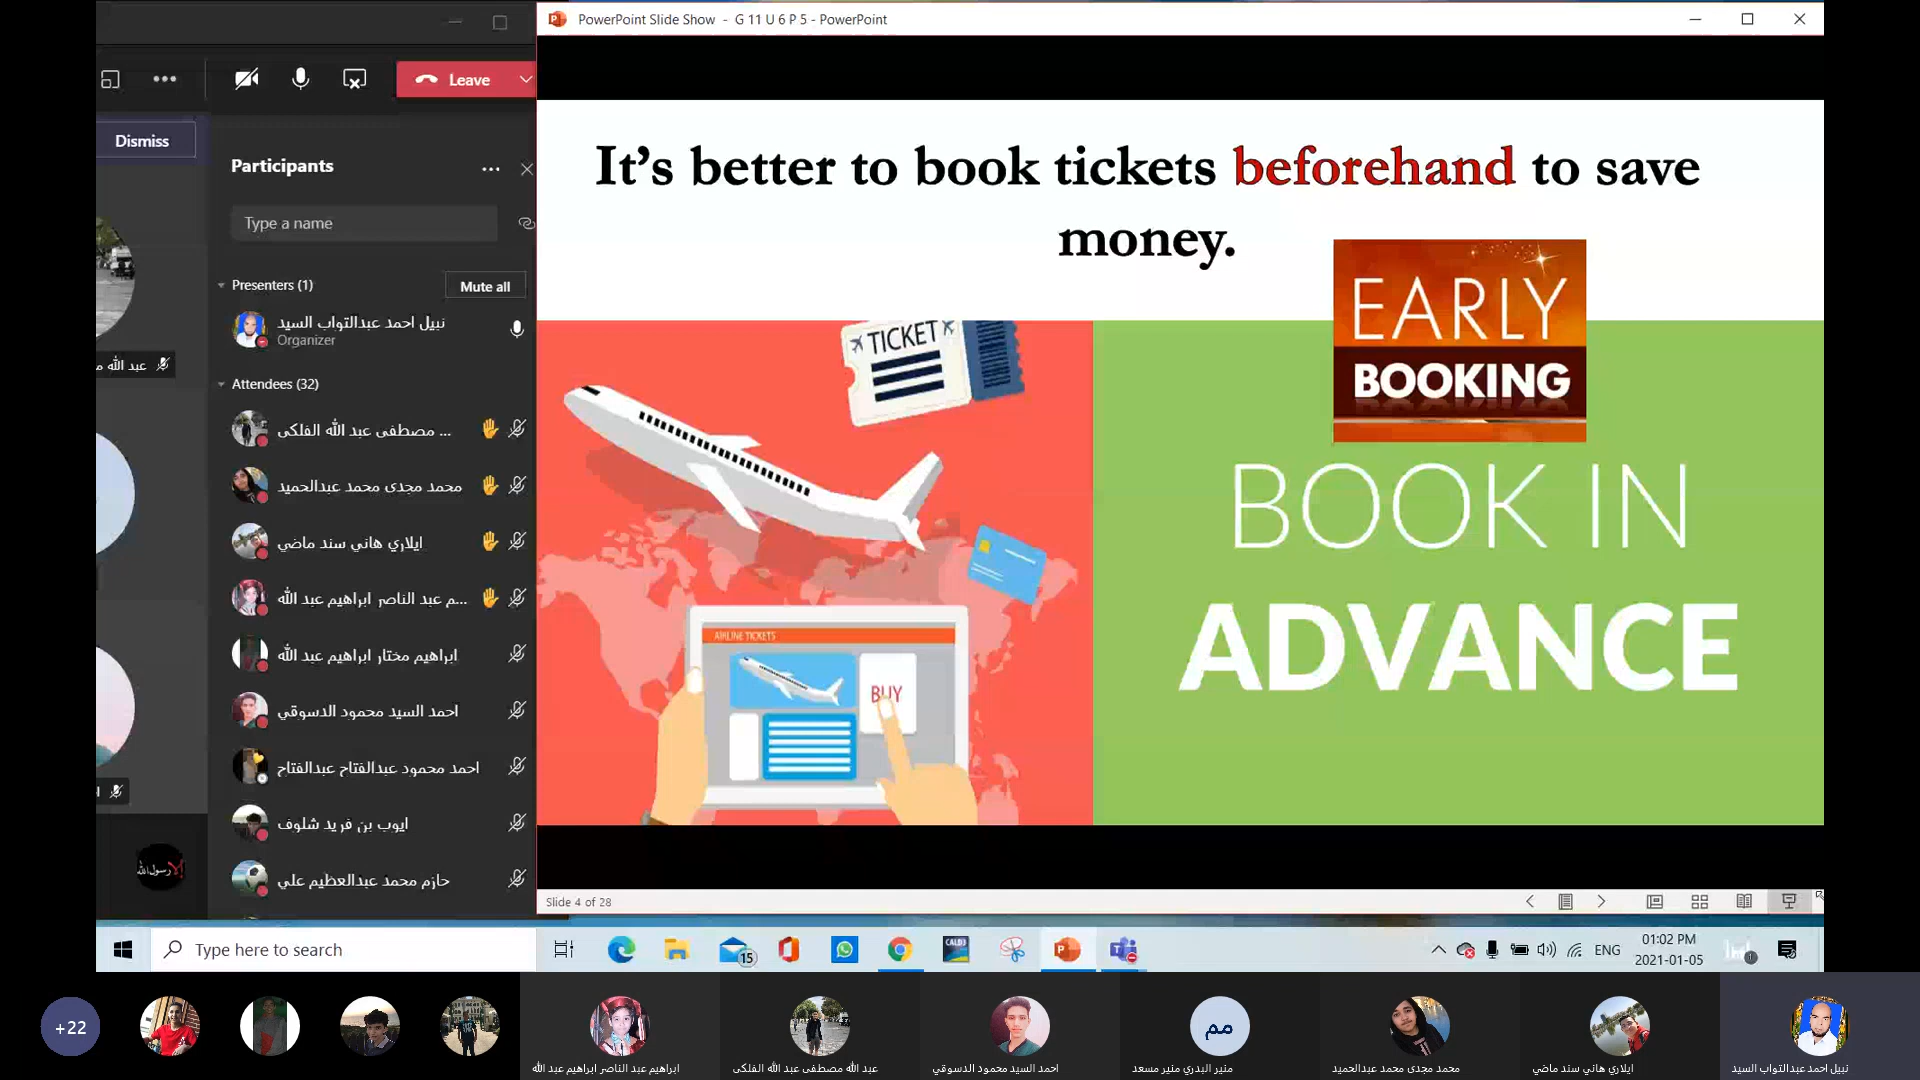 PowerPoint Slide Show - G 11 U 6 P 5 - PowerPoint
Leave
Dismiss
Participants
Type a name
Presenters (1)
Mute all
نبيل احمد عبدالتواب السيد
Organizer
Attendees (32)
... مصطفى عبد الله الفلكى
محمد مجدى محمد عبدالحميد
ايلاري هاني سند ماضي
م عبد الناصر ابراهيم عبد الله...
ابراهيم مختار ابراهيم عبد الله
احمد السيد محمود الدسوقي
احمد محمود عبدالفتاح عبدالفتاح
ايوب بن فريد شلوف
حازم محمد عبدالعظيم علي
عبد الله م
إلا رسول الله
It's better to book tickets beforehand to save
money.
EARLY
BOOKING
TICKET
BOOK IN
ADVANCE
AIRLINE TICKETS
BUY
Slide 4 of 28
Type here to search
15
ENG
01:02 PM
2021-01-05
+22
مم
ابراهيم عبد الناصر ابراهيم عبد الله
عبد الله مصطفى عبد الله الفلكى
احمد السيد محمود الدسوقي
منير البدري منير مسعد
محمد مجدى محمد عبدالحميد
ايلاري هاني سند ماضي
نبيل احمد عبدالتواب السيد